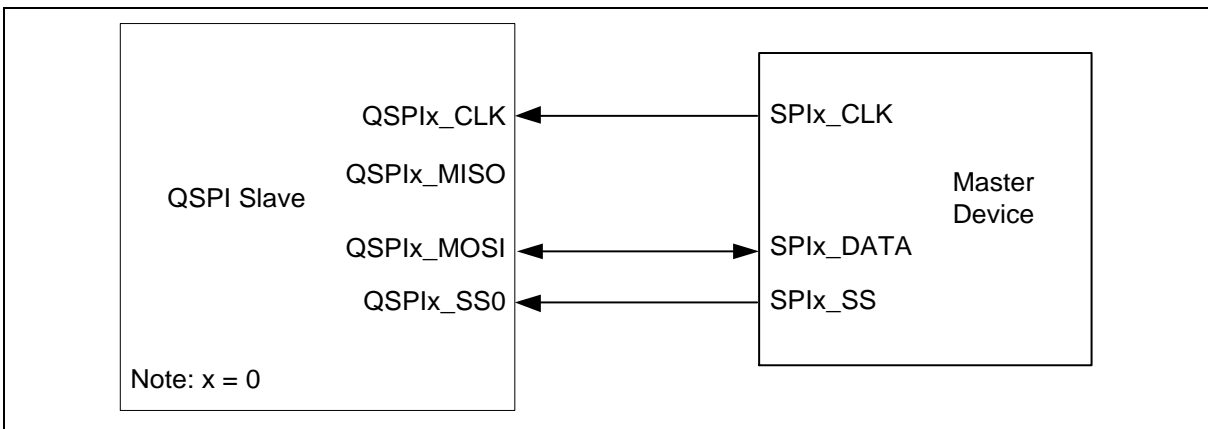 QSPIx_CLK
QSPIx_MISO
QSPI Slave
QSPIx_MOSI
QSPIx_SS0
Note: x = 0
SPIx_CLK
Master
Device
SPIx_DATA
SPIx_SS